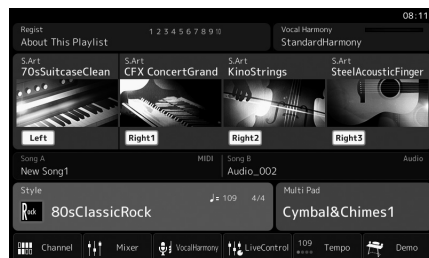 08:11
Regist
1 2 3 4 5 6 7 8 9 10
About This Playlist
Vocal Harmony
StandardHarmony
S.Art
70sSuitcaseClean
Left
S.Art
CFX ConcertGrand
Right1
S.Art
KinoStrings
Right2
S.Art
SteelAcousticFinger
Right3
Song A
MIDI
New Song1
Song B
Audio
Audio_002
Style
♩= 109 4/4
Rock
80sClassicRock
Multi Pad
Cymbal&Chimes1
Channel
Mixer
VocalHarmony
LiveControl
109
Tempo
Demo